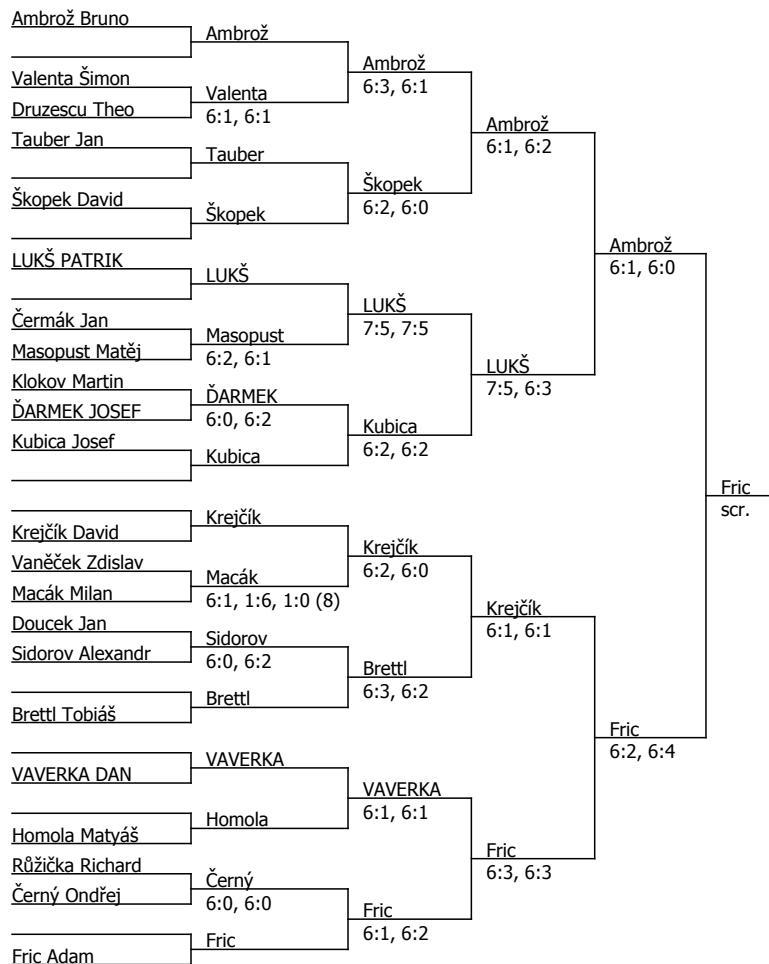 Ambrož Bruno
Ambrož
Ambrož
6:3, 6:1
Valenta Šimon
Valenta
6:1, 6:1
Druzescu Theo
Ambrož
6:1, 6:2
Tauber Jan
Tauber
Škopek
6:2, 6:0
Škopek David
Škopek
Ambrož
6:1, 6:0
LUKŠ PATRIK
LUKŠ
LUKŠ
7:5, 7:5
Čermák Jan
Masopust
6:2, 6:1
Masopust Matěj
LUKŠ
7:5, 6:3
Klokov Martin
ĎARMEK
6:0, 6:2
ĎARMEK JOSEF
Kubica
6:2, 6:2
Kubica Josef
Kubica
Fric
scr.
Krejčík David
Krejčík
Krejčík
6:2, 6:0
Vaněček Zdislav
Macák
6:1, 1:6, 1:0 (8)
Macák Milan
Krejčík
6:1, 6:1
Doucek Jan
Sidorov
6:0, 6:2
Sidorov Alexandr
Brettl
6:3, 6:2
Brettl
Brettl Tobiáš
Fric
6:2, 6:4
VAVERKA
VAVERKA DAN
VAVERKA
6:1, 6:1
Homola
Homola Matyáš
Fric
6:3, 6:3
Růžička Richard
Černý
6:0, 6:0
Černý Ondřej
Fric
6:1, 6:2
Fric
Fric Adam